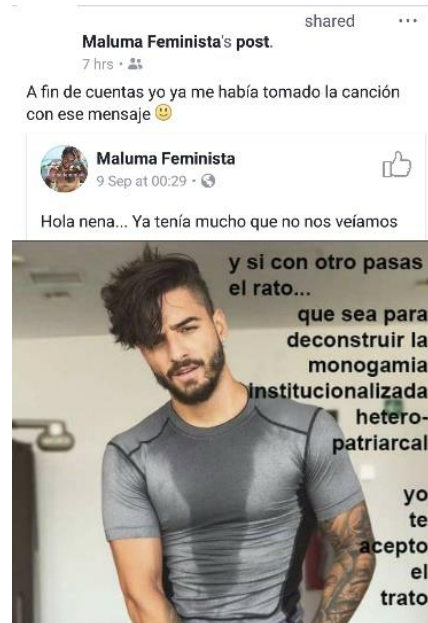 shared
Maluma Feminista's post.
7 hrs
A fin de cuentas yo ya me había tomado la canción
con ese mensaje
Maluma Feminista
9 Sep at 00:29
Hola nena... Ya tenía mucho que no nos veíamos
y si con otro pasas
el rato...
que sea para
deconstruir la
monogamia
institucionalizada
hetero-
patriarcal
yo
te
acepto
el
trato